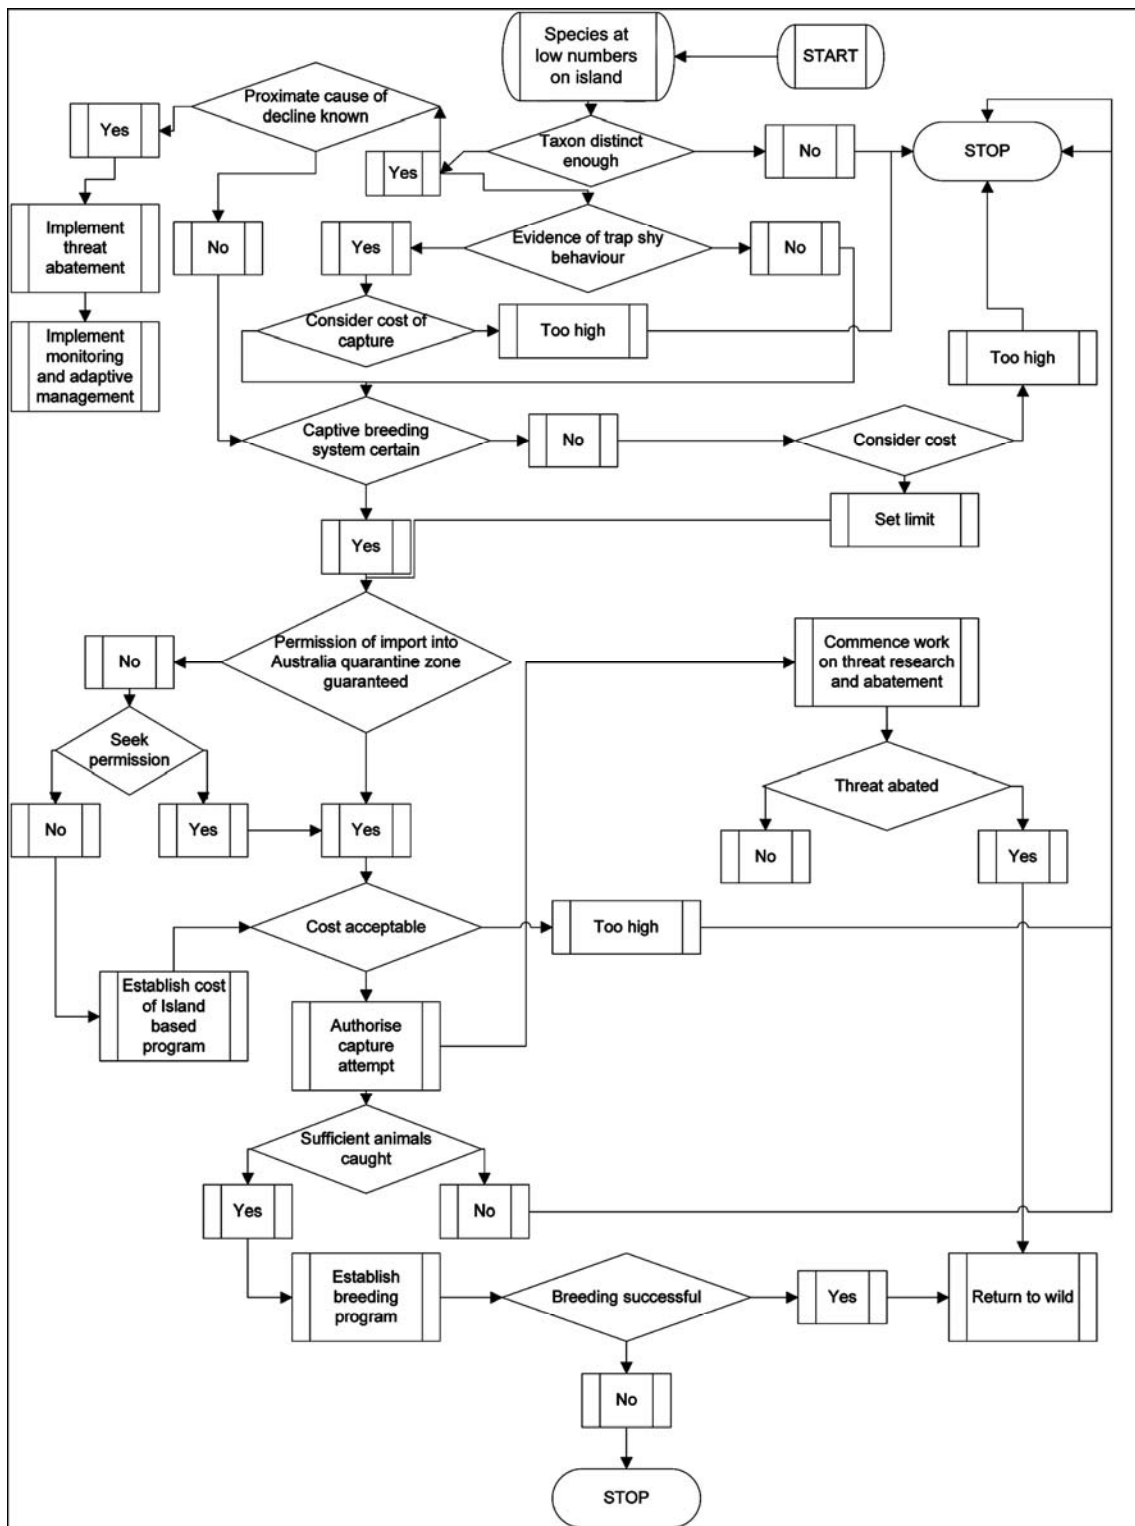 Species at
low numbers
on island
START
Proximate cause of
decline known
Yes
Taxon distinct
enough
No
STOP
Yes
Implement
threat
abatement
No
Yes
Evidence of trap shy
behaviour
No
Consider cost of
capture
Too high
Implement
monitoring
and adaptive
management
Too high
Captive breeding
system certain
No
Consider cost
Set limit
Yes
Permission of import into
Australia quarantine zone
guaranteed
No
Commence work
on threat research
and abatement
Seek
permission
Threat abated
No
Yes
Yes
No
Yes
Cost acceptable
Too high
Establish cost
of Island
based
program
Authorise
capture
attempt
Sufficient animals
caught
Yes
No
Establish
breeding
program
Breeding successful
Yes
Return to wild
No
STOP